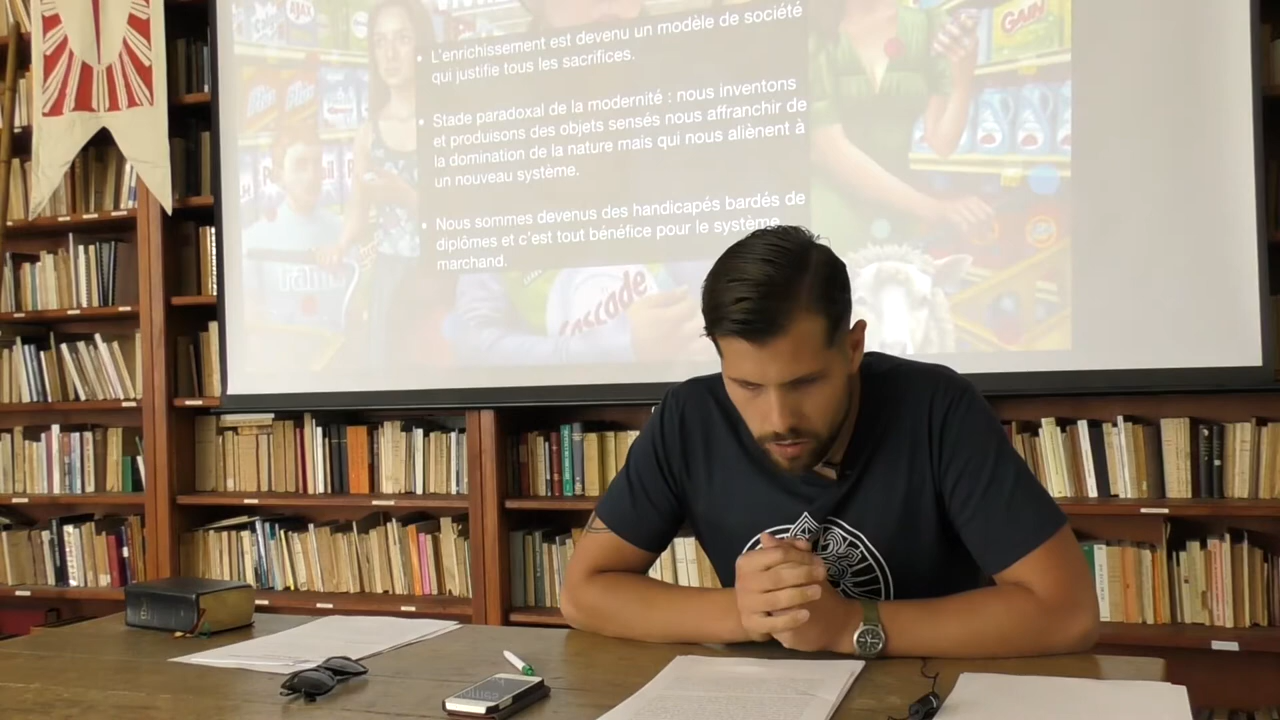 AJAX
GAIN
• L'enrichissement est devenu un modèle de société
qui justifie tous les sacrifices.
• Stade paradoxal de la modernité : nous inventons
et produisons des objets sensés nous affranchir de
la domination de la nature mais qui nous aliènent à
un nouveau système.
• Nous sommes devenus des handicapés bardés de
diplômes et c'est tout bénéfice pour le système
marchand.
Cascade